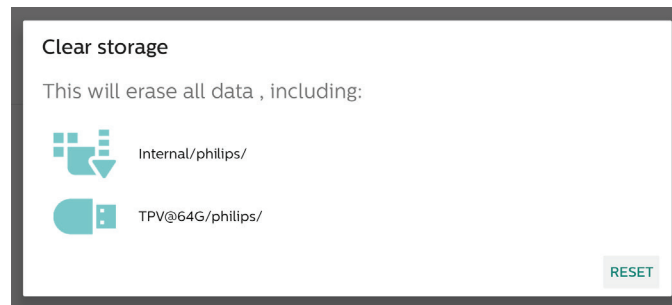 Clear storage
This will erase all data , including:
Internal/philips/
TPV@64G/philips/
RESET